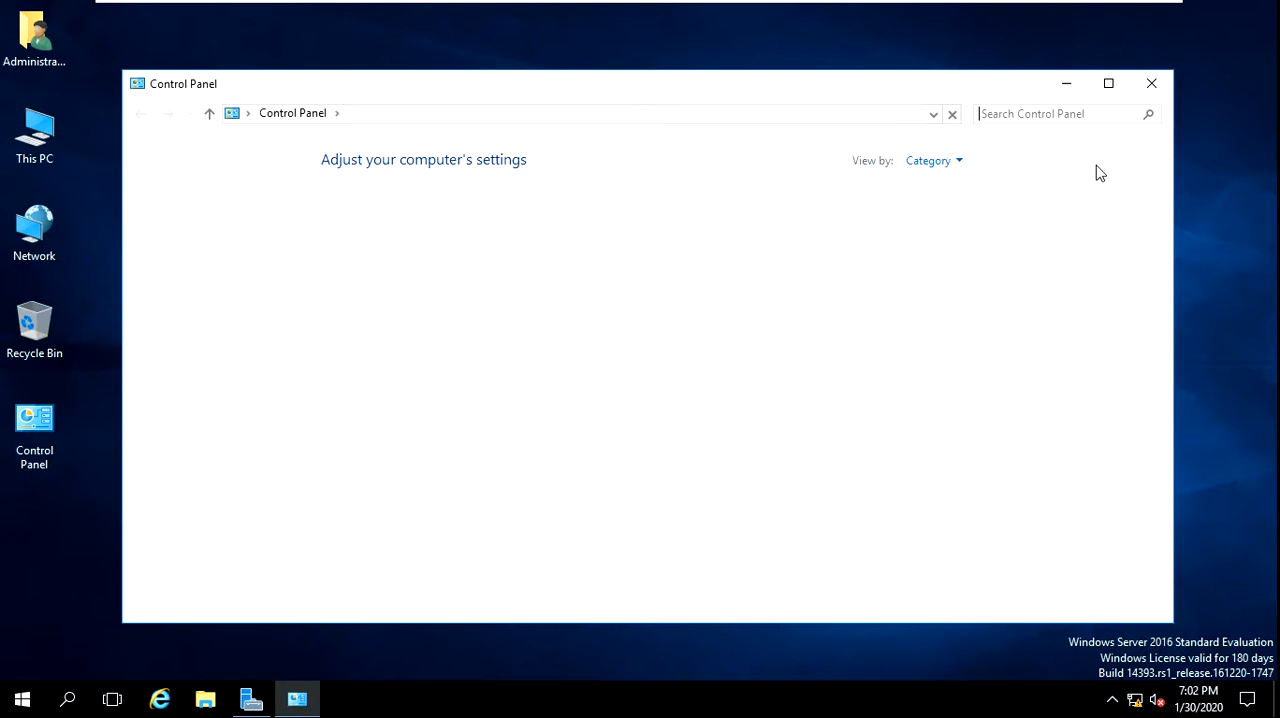 Administra...
This PC
Network
Recycle Bin
Control
Panel
Control Panel
Control Panel
Search Control Panel
Adjust your computer's settings
View by: Category
Windows Server 2016 Standard Evaluation
Windows License valid for 180 days
Build 14393.rs1_release.161220-1747
7:02 PM
1/30/2020